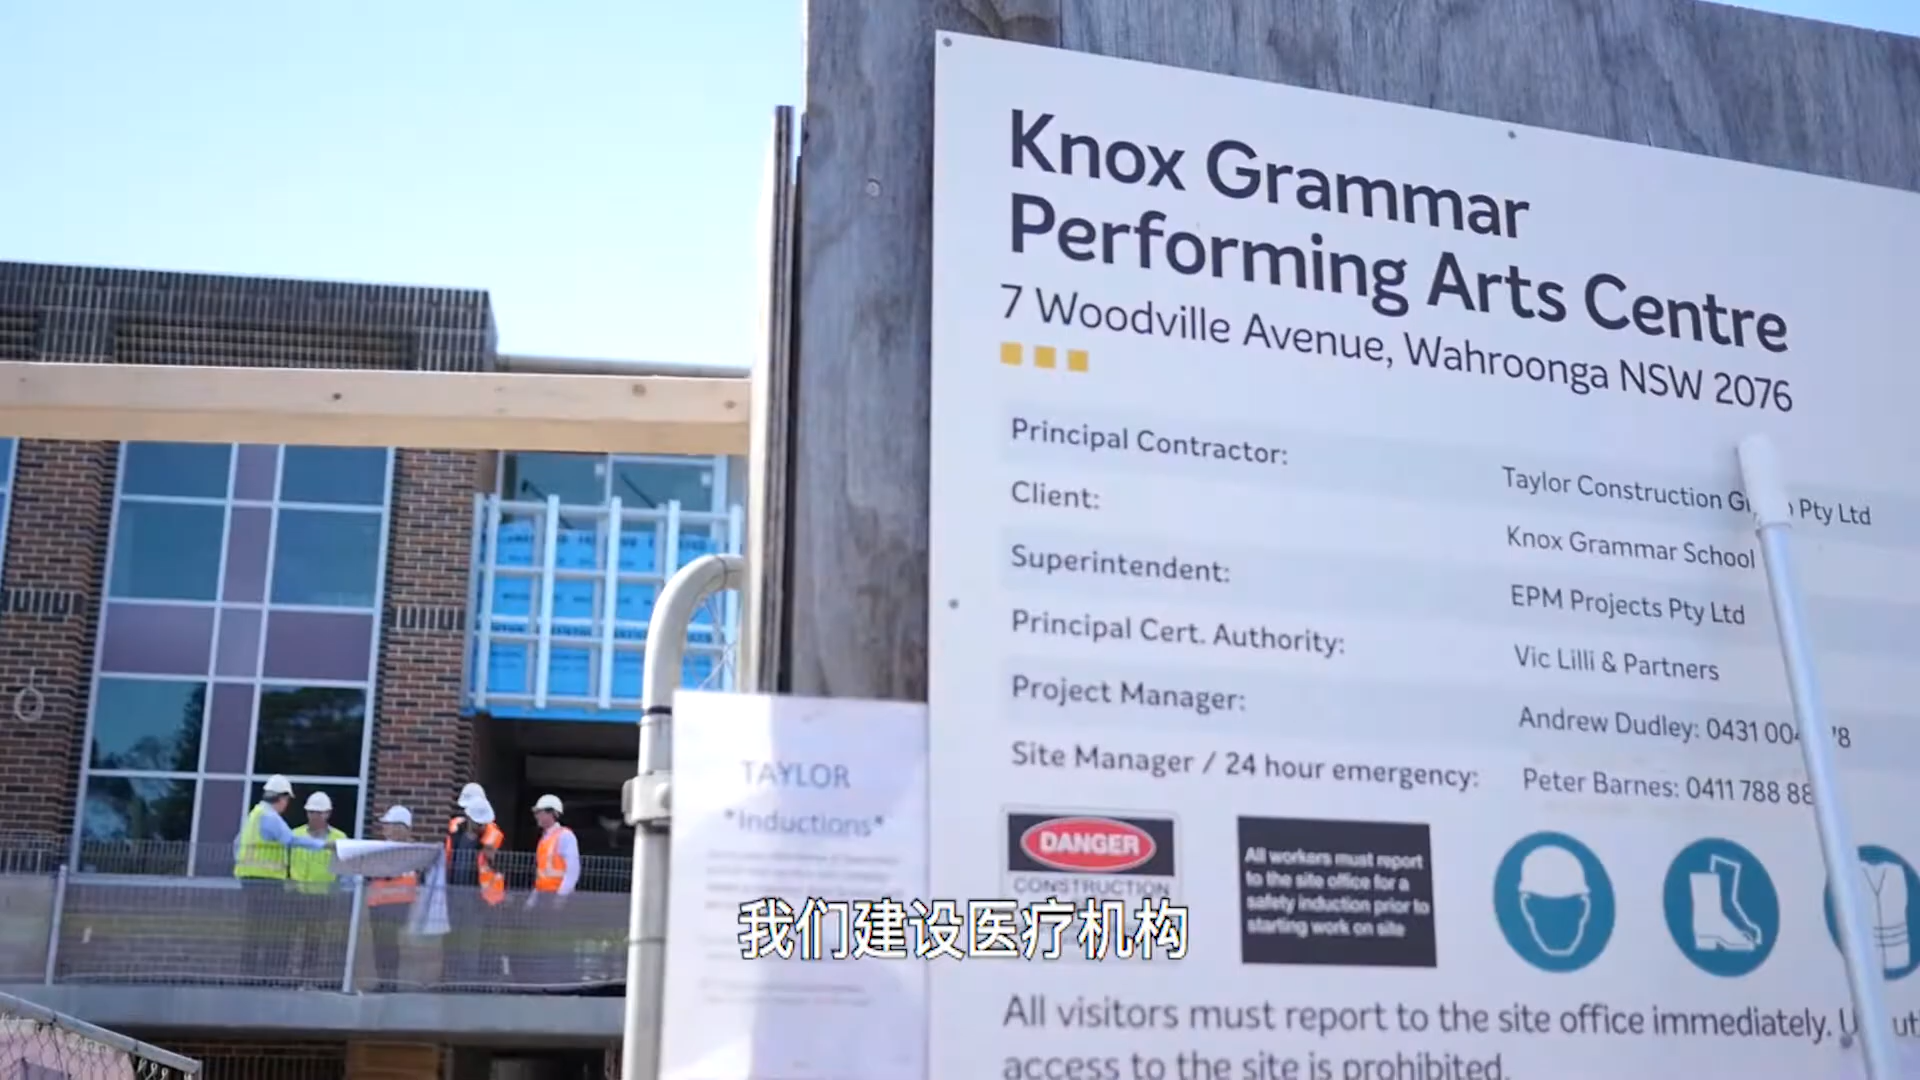 Knox Grammar
Performing Arts Centre
7 Woodville Avenue, Wahroonga NSW 2076
Principal Contractor: Taylor Construction Pty Ltd
Client: Knox Grammar School
Superintendent: EPM Projects Pty Ltd
Principal Cert. Authority: Vic Lilli & Partners
Project Manager: Andrew Dudley: 0431
Site Manager / 24 hour emergency: Peter Barnes: 0411 788
DANGER
CONSTRUCTION
All workers must report
to the site office for a
safety induction prior to
starting work on site
All visitors must report to the site office immediately.
access to the site is prohibited.
TAYLOR
*Inductions*
我们建设医疗机构